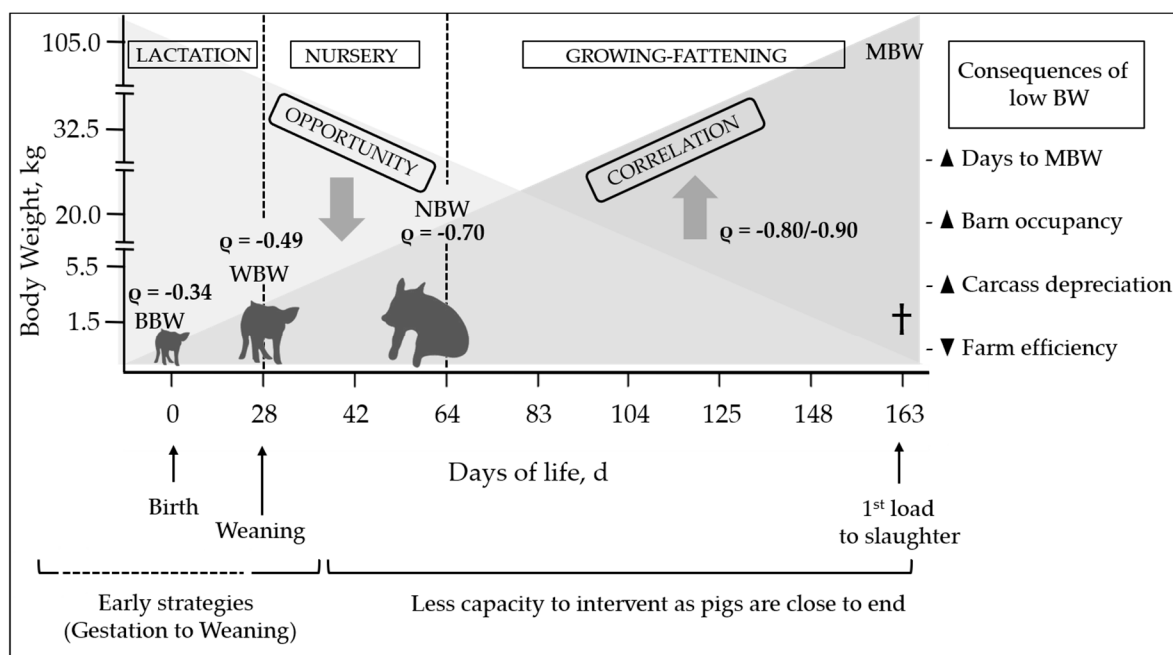 105.0
32.5
20.0
5.5
1.5
Body Weight, kg
LACTATION
NURSERY
GROWING-FATTENING
MBW
OPPORTUNITY
CORRELATION
NBW
ϱ = -0.70
ϱ = -0.49
WBW
ϱ = -0.34
BBW
ϱ = -0.80/-0.90
Consequences of
low BW
- ▲ Days to MBW
- ▲ Barn occupancy
- ▲ Carcass depreciation
- ▼ Farm efficiency
0 28 42 64 83 104 125 148 163
Days of life, d
Birth
Weaning
1st load
to slaughter
Early strategies
(Gestation to Weaning)
Less capacity to intervent as pigs are close to end